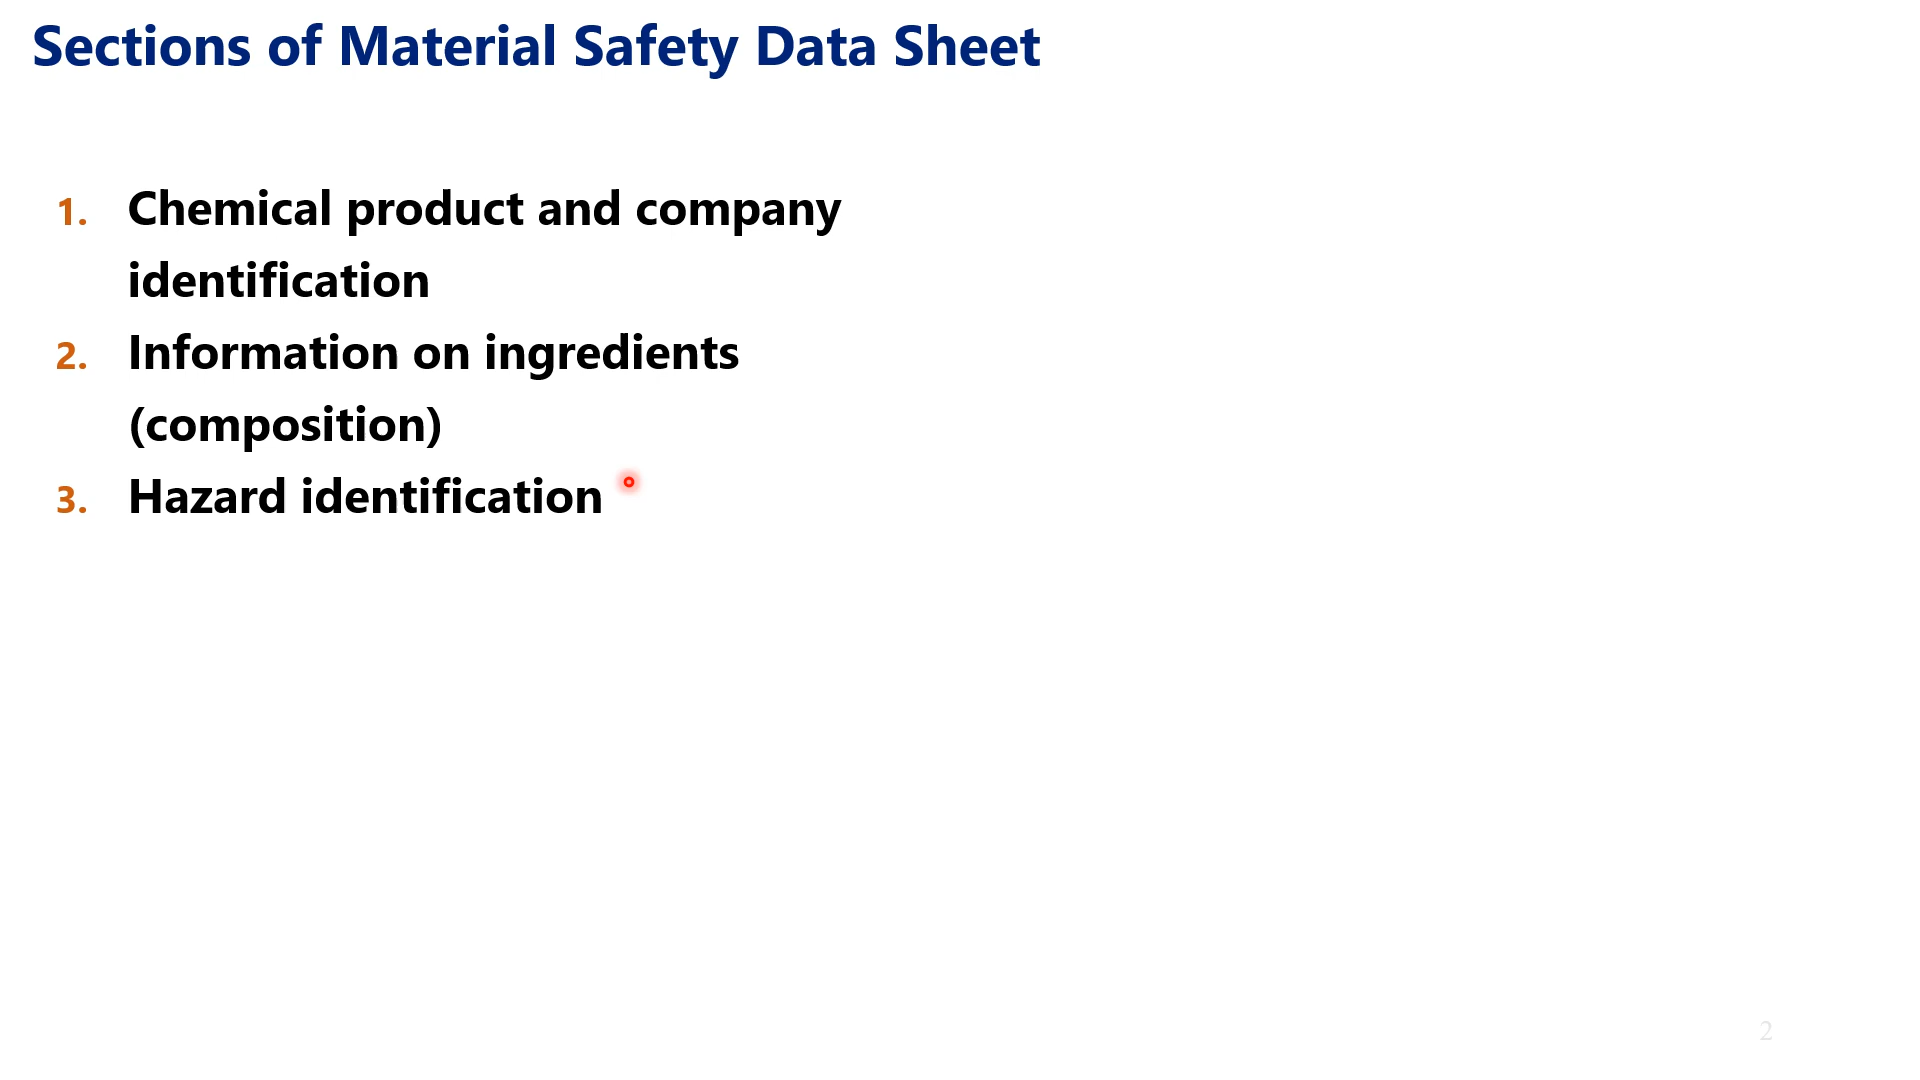 Sections of Material Safety Data Sheet
1. Chemical product and company
identification
2. Information on ingredients
(composition)
3. Hazard identification
2